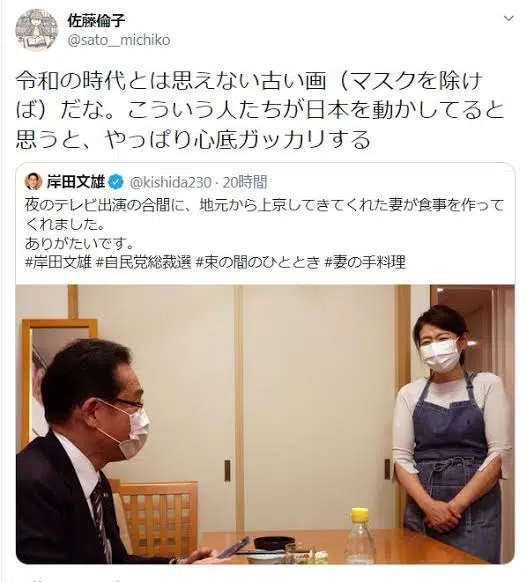 佐藤倫子
@sato__michiko
令和の時代とは思えない古い画（マスクを除け
ば）だな。こういう人たちが日本を動かしてると
思うと、やっぱり心底ガッカリする
岸田文雄 @kishida230・20時間
夜のテレビ出演の合間に、地元から上京してきてくれた妻が食事を作って
くれました。
ありがたいです。
#岸田文雄 #自民党総裁選 #束の間のひととき #妻の手料理